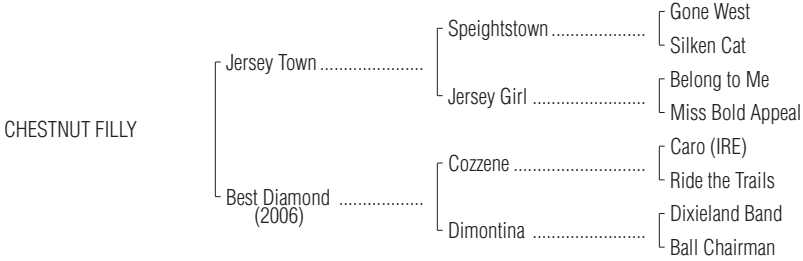 Gone West
Speightstown ......................
Silken Cat
Jersey Town ......................
Belong to Me
Jersey Girl ........................
Miss Bold Appeal
CHESTNUT FILLY
Caro (IRE)
Cozzene ............................
Ride the Trails
Best Diamond ..................
(2006)
Dixieland Band
Dimontina ........................
Ball Chairman